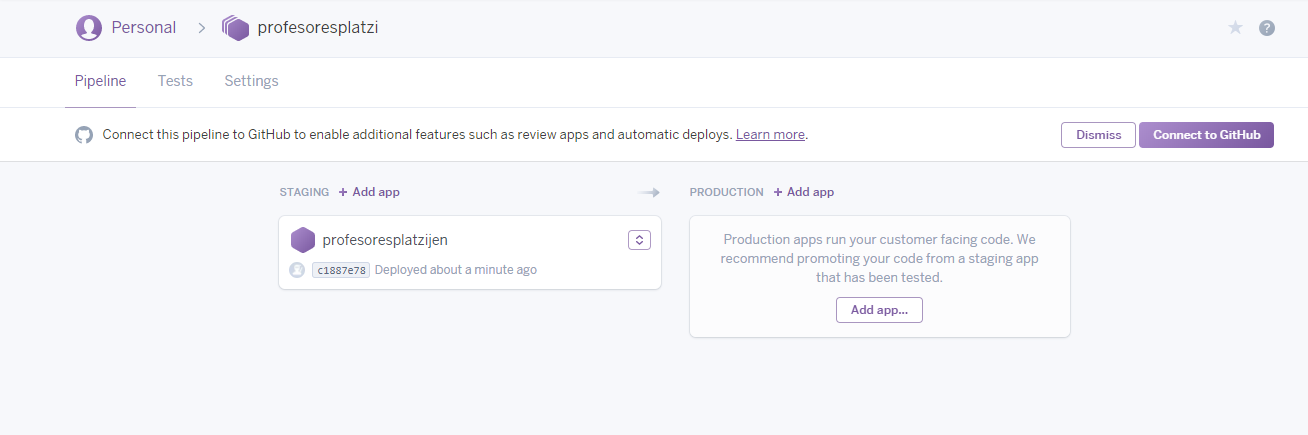 Personal > profesoresplatzi ?
Pipeline Tests Settings
Connect this pipeline to GitHub to enable additional features such as review apps and automatic deploys. Learn more.
Dismiss Connect to GitHub
STAGING + Add app
profesoresplatzijen
c1887e78 Deployed about a minute ago
PRODUCTION + Add app
Production apps run your customer facing code. We
recommend promoting your code from a staging app
that has been tested.
Add app...